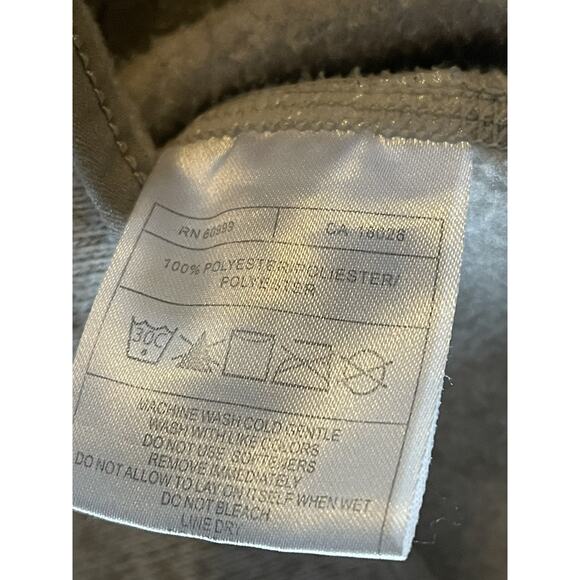 RN 60999
CA 16026
100% POLYESTER/POLIESTER/
POLYESTER
30C
MACHINE WASH COLD GENTLE
WASH WITH LIKE COLORS
DO NOT USE SOFTENERS
REMOVE IMMEDIATELY
DO NOT ALLOW TO LAY ON ITSELF WHEN WET
DO NOT BLEACH
LINE DRY